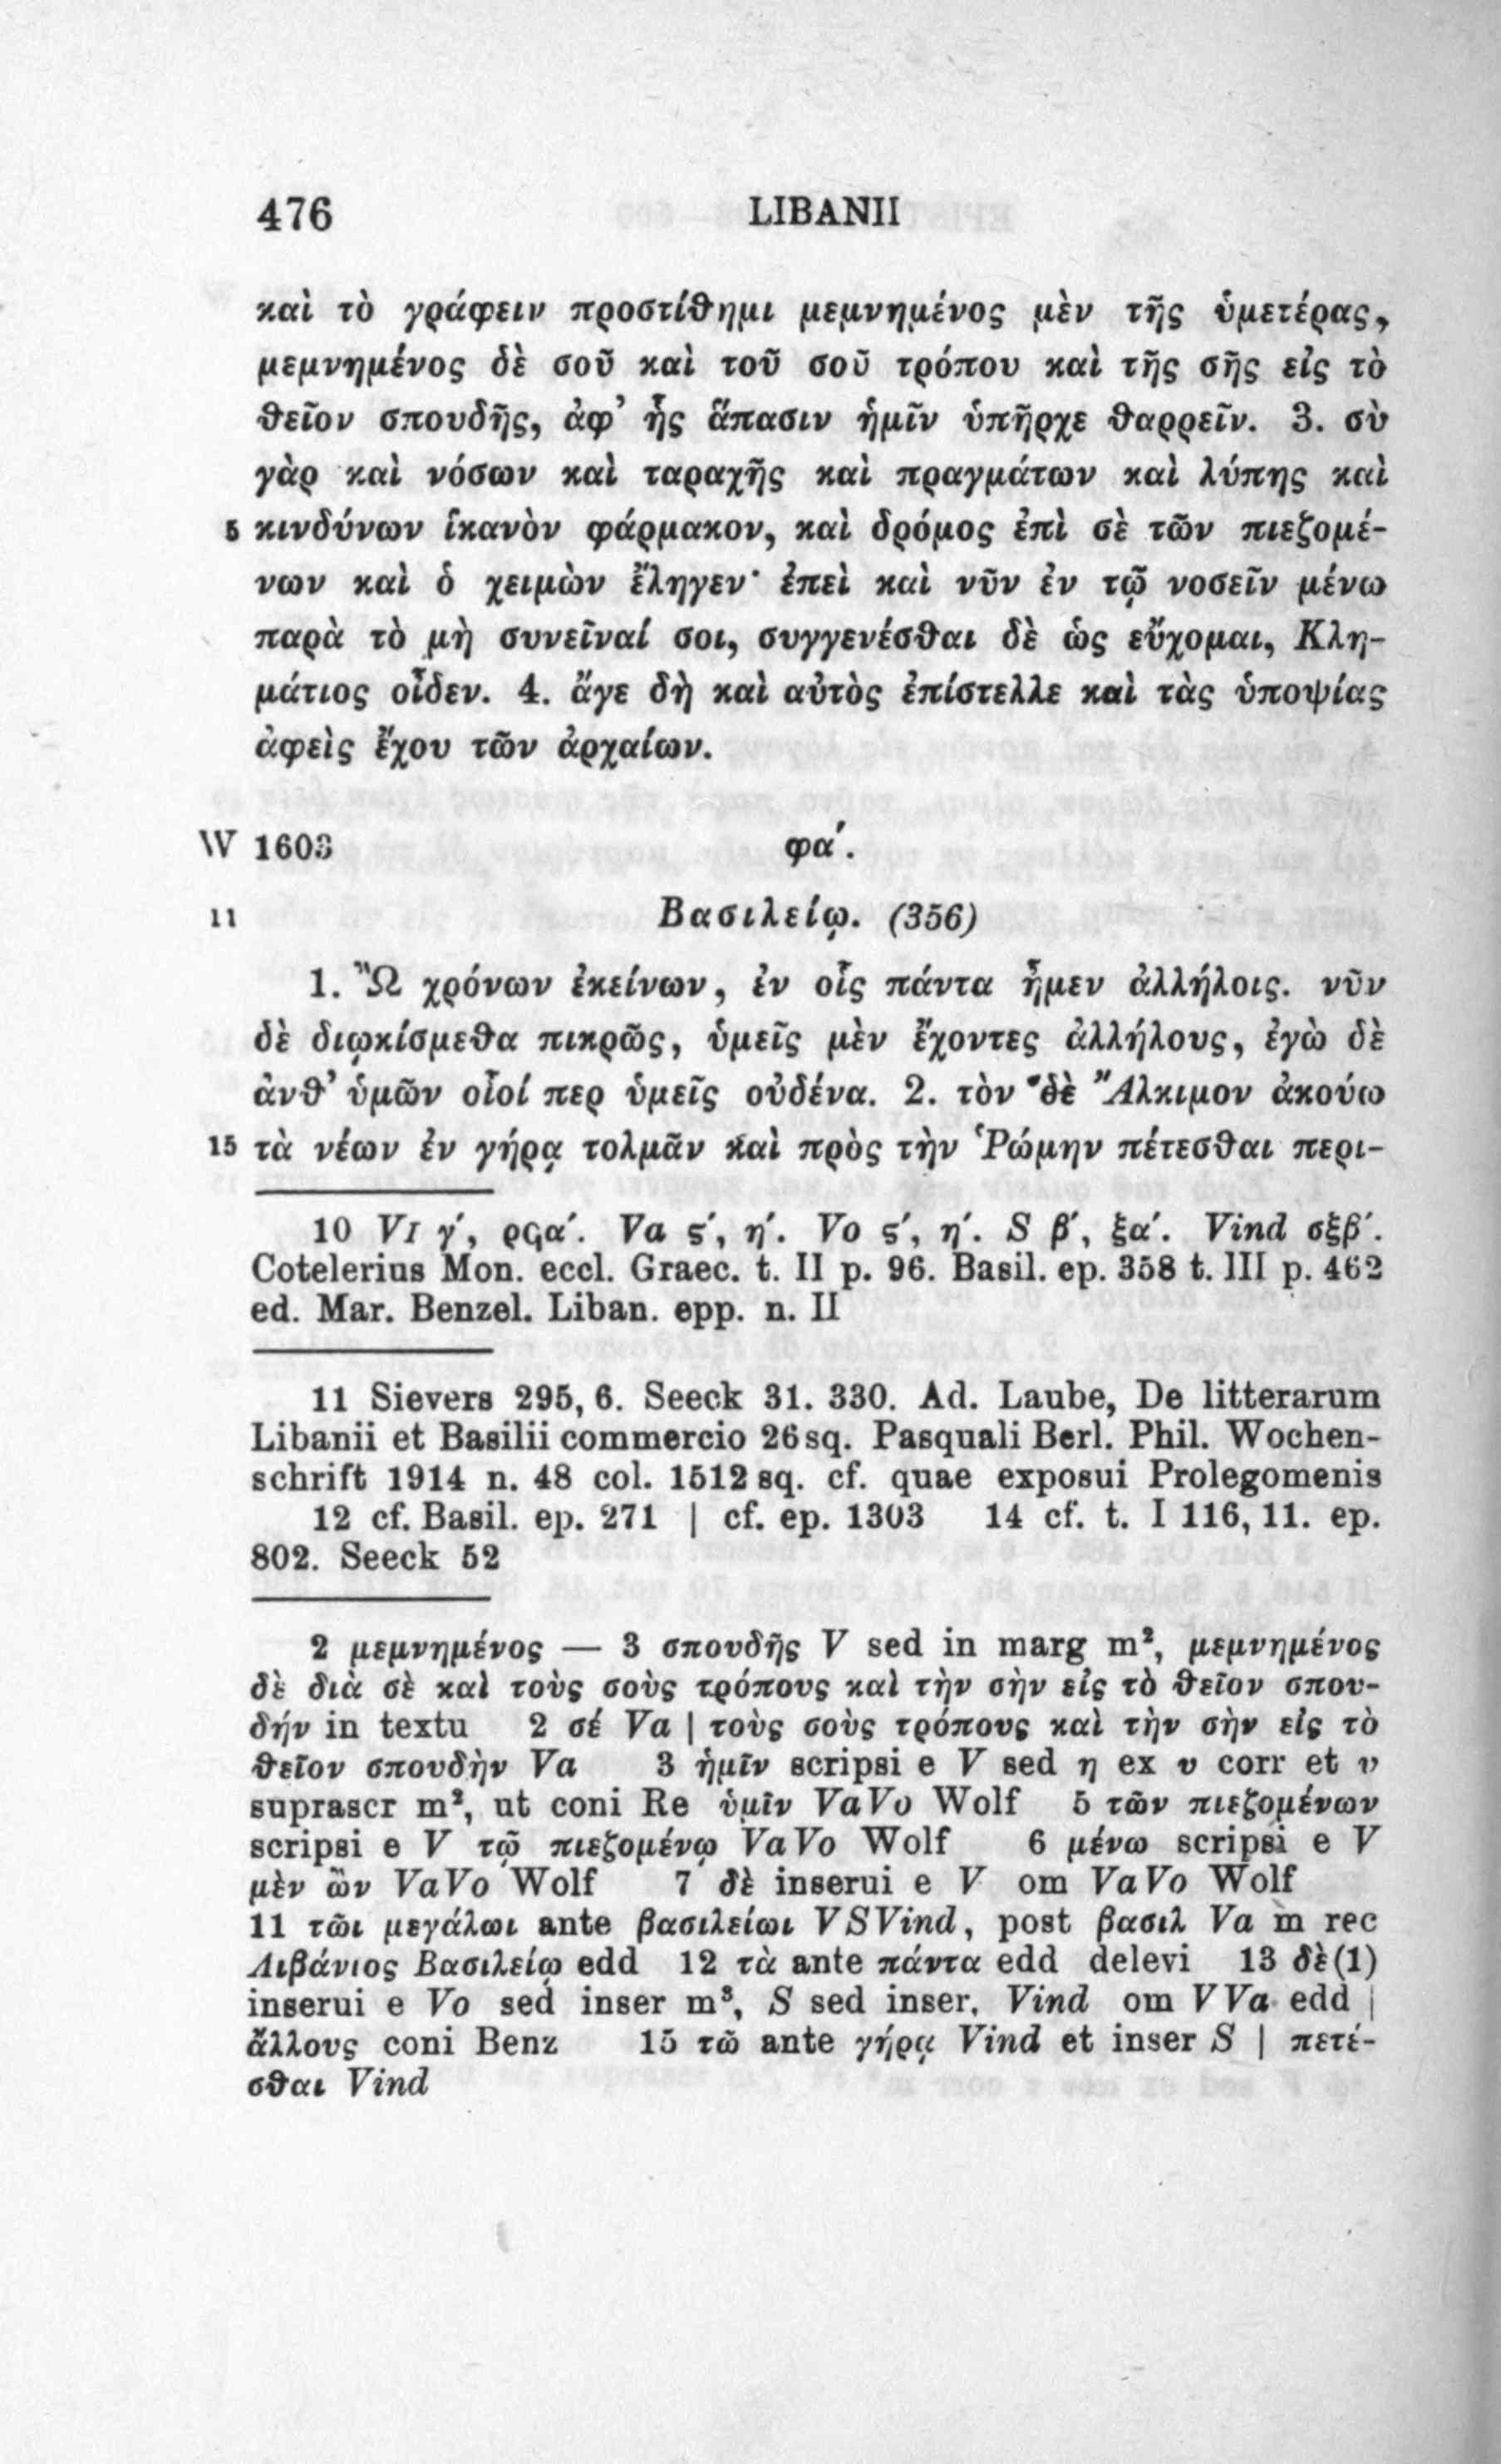 476 LIBANII
καὶ τὸ γράφειν προστίθημι μεμνημένος μὲν τῆς ὑμετέρας,
μεμνημένος δὲ σοῦ καὶ τοῦ σοῦ τρόπου καὶ τῆς σῆς εἰς τὸ
θεῖον σπουδῆς, ἀφ’ ἧς ἅπασιν ἡμῖν ὑπῆρχε θαρρεῖν. 3. σὺ
γὰρ καὶ νόσων καὶ ταραχῆς καὶ πραγμάτων καὶ λύπης καὶ
5 κινδύνων ἱκανὸν φάρμακον, καὶ δρόμος ἐπὶ σὲ τῶν πιεζομέ-
νων καὶ ὁ χειμὼν ἔληγεν· ἐπεὶ καὶ νῦν ἐν τῷ νοσεῖν μένω
παρὰ τὸ μὴ συνεῖναί σοι, συγγενέσθαι δὲ ὡς εὔχομαι, Κλη-
μάτιος οἶδεν. 4. ἄγε δὴ καὶ αὐτὸς ἐπίστελλε καὶ τὰς ὑποψίας
ἀφεὶς ἔχου τῶν ἀρχαίων.
W 1603 φα′.
11 Βασιλείῳ. (356)
1. Ὢ χρόνων ἐκείνων, ἐν οἷς πάντα ἦμεν ἀλλήλοις. νῦν
δὲ διῳκίσμεθα πικρῶς, ὑμεῖς μὲν ἔχοντες ἀλλήλους, ἐγὼ δὲ
ἀνθ’ ὑμῶν οἷοί περ ὑμεῖς οὐδένα. 2. τὸν δὲ Ἄλκιμον ἀκούω
15 τὰ νέων ἐν γήρᾳ τολμᾶν καὶ πρὸς τὴν Ῥώμην πέτεσθαι περι-
10 VI γ′, ρϟα′. Va ς′, η′. Vo ς′, η′. S β′, ξα′. Vind σξβ′.
Cotelerius Mon. eccl. Graec. t. II p. 96. Basil. ep. 358 t. III p. 462
ed. Mar. Benzel. Liban. epp. n. II
11 Sievers 295, 6. Seeck 31. 330. Ad. Laube, De litterarum
Libanii et Basilii commercio 26 sq. Pasquali Berl. Phil. Wochen-
schrift 1914 n. 48 col. 1512 sq. cf. quae exposui Prolegomenis
12 cf. Basil. ep. 271 | cf. ep. 1303 14 cf. t. I 116, 11. ep.
802. Seeck 52
2 μεμνημένος — 3 σπουδῆς V sed in marg m², μεμνημένος
δὲ διὰ σὲ καὶ τοὺς σοὺς τρόπους καὶ τὴν σὴν εἰς τὸ θεῖον σπου-
δήν in textu 2 σέ Va | τοὺς σοὺς τρόπους καὶ τὴν σὴν εἰς τὸ
θεῖον σπουδὴν Va 3 ἡμῖν scripsi e V sed η ex υ corr et υ
suprascr m², ut coni Re ὑμῖν VaVo Wolf 5 τῶν πιεζομένων
scripsi e V τῷ πιεζομένῳ VaVo Wolf 6 μένω scripsi e V
μὲν ὢν VaVo Wolf 7 δὲ inserui e V om VaVo Wolf
11 τῶι μεγάλωι ante βασιλείωι VSVind, post βασιλ Va m rec
Λιβάνιος Βασιλείῳ edd 12 τὰ ante πάντα edd delevi 13 δὲ (1)
inserui e Vo sed inser m³, S sed inser, Vind om VVa edd |
ἄλλους coni Benz 15 τῶ ante γήρᾳ Vind et inser S | πετέ-
σθαι Vind